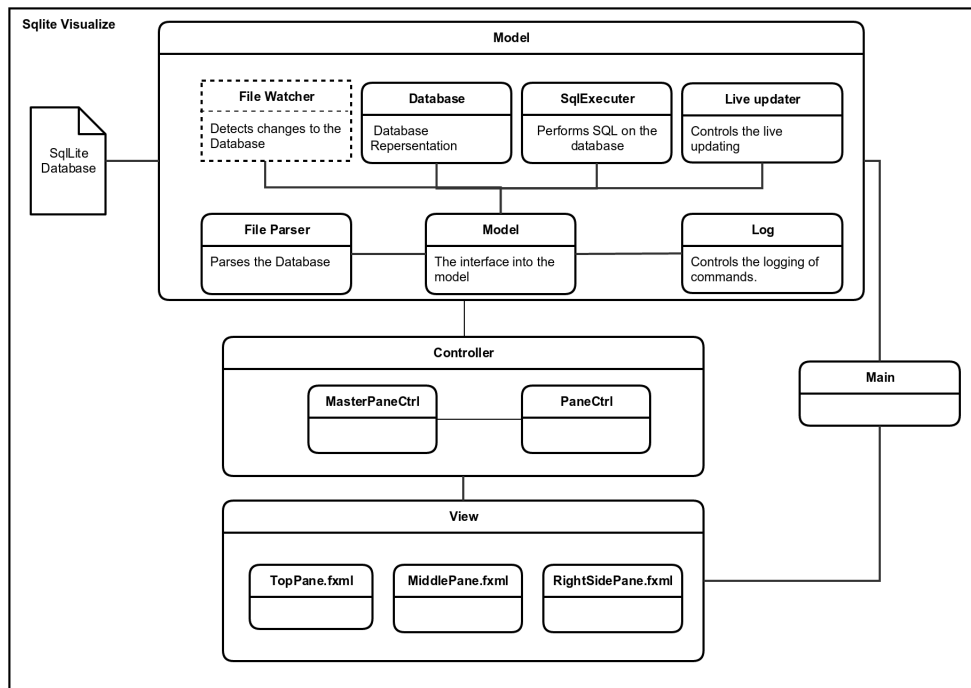 Sqlite Visualize
Model
File Watcher
Detects changes to the
Database
Database
Database
Repersentation
SqlExecuter
Performs SQL on the
database
Live updater
Controls the live
updating
SqlLite
Database
File Parser
Parses the Database
Model
The interface into the
model
Log
Controls the logging of
commands.
Controller
MasterPaneCtrl
PaneCtrl
Main
View
TopPane.fxml
MiddlePane.fxml
RightSidePane.fxml